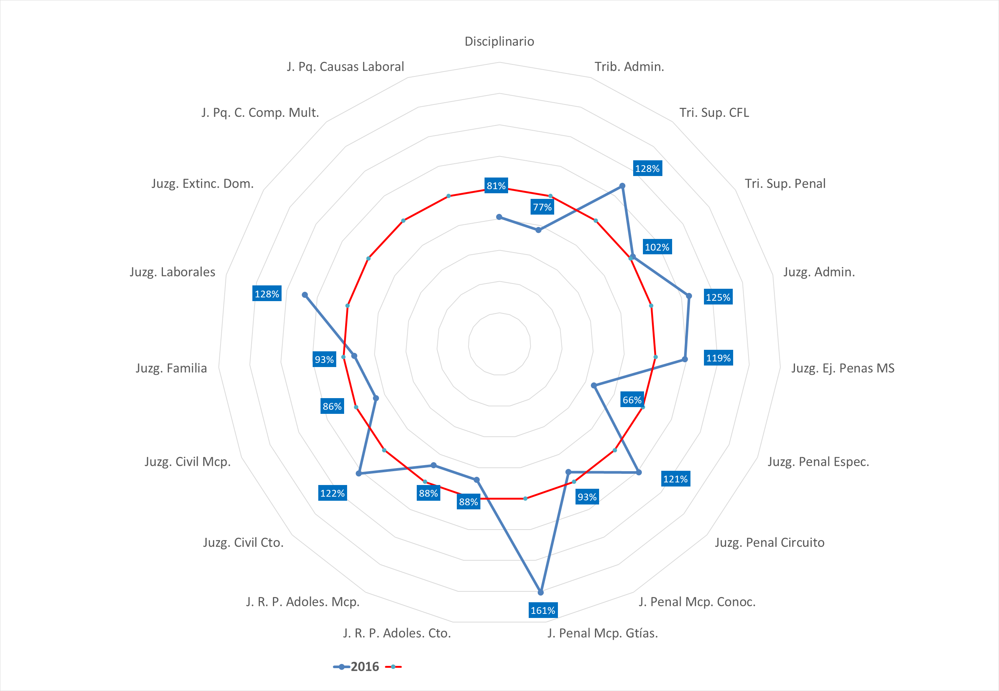 Disciplinario
J. Pq. Causas Laboral
Trib. Admin.
J. Pq. C. Comp. Mult.
Tri. Sup. CFL
128%
Juzg. Extinc. Dom.
81%
Tri. Sup. Penal
77%
102%
Juzg. Laborales
Juzg. Admin.
128%
125%
93%
119%
Juzg. Familia
Juzg. Ej. Penas MS
86%
66%
Juzg. Civil Mcp.
Juzg. Penal Espec.
121%
122%
88%
88%
93%
Juzg. Civil Cto.
Juzg. Penal Circuito
J. R. P. Adoles. Mcp.
161%
J. Penal Mcp. Conoc.
J. R. P. Adoles. Cto.
J. Penal Mcp. Gtías.
2016